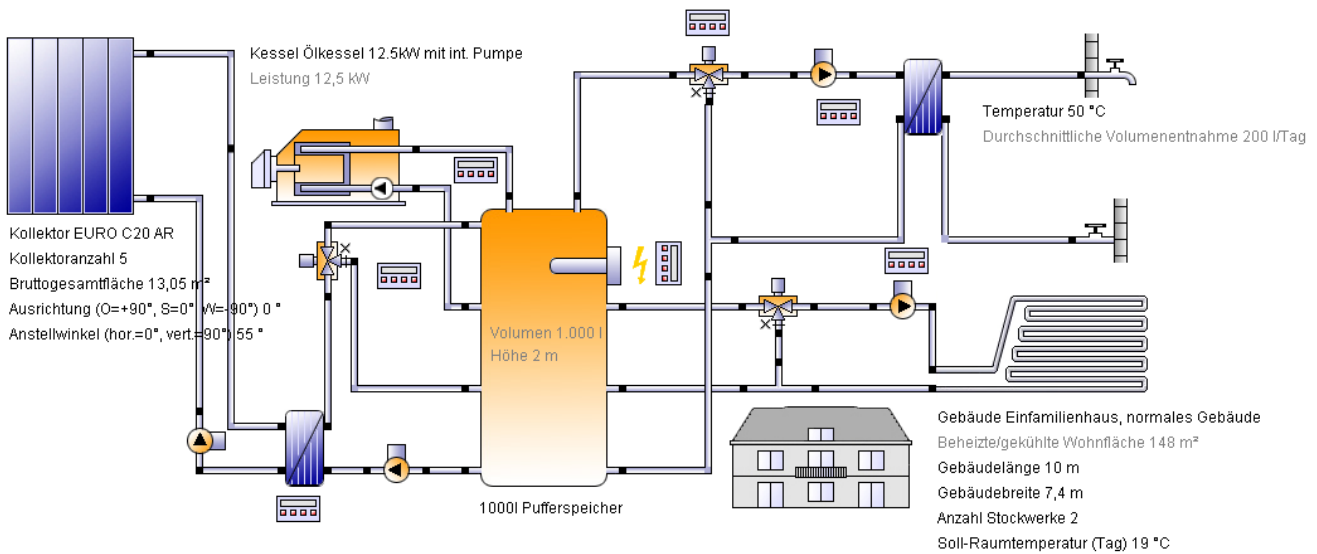 Kessel Ölkessel 12.5kW mit int. Pumpe
Leistung 12,5 kW
Temperatur 50 °C
Durchschnittliche Volumenentnahme 200 l/Tag
Kollektor EURO C20 AR
Kollektoranzahl 5
Bruttogesamtfläche 13,05 m²
Ausrichtung (O=+90°, S=0°, W=-90°) 0 °
Anstellwinkel (hor.=0°, vert.=90°) 55 °
Volumen 1.000 l
Höhe 2 m
1000l Pufferspeicher
Gebäude Einfamilienhaus, normales Gebäude
Beheizte/gekühlte Wohnfläche 148 m²
Gebäudelänge 10 m
Gebäudebreite 7,4 m
Anzahl Stockwerke 2
Soll-Raumtemperatur (Tag) 19 °C